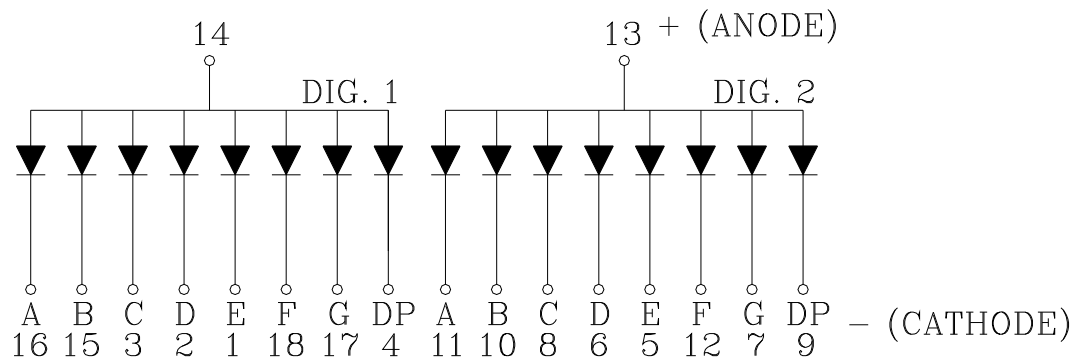 14
13 + (ANODE)
DIG. 1
DIG. 2
A B C D E F G DP A B C D E F G DP
16 15 3 2 1 18 17 4 11 10 8 6 5 12 7 9
– (CATHODE)